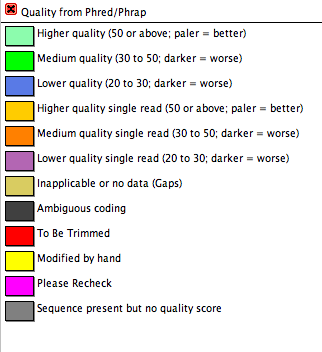 Quality from Phred/Phrap
Higher quality (50 or above; paler = better)
Medium quality (30 to 50; darker = worse)
Lower quality (20 to 30; darker = worse)
Higher quality single read (50 or above; paler = better)
Medium quality single read (30 to 50; darker = worse)
Lower quality single read (20 to 30; darker = worse)
Inapplicable or no data (Gaps)
Ambiguous coding
To Be Trimmed
Modified by hand
Please Recheck
Sequence present but no quality score